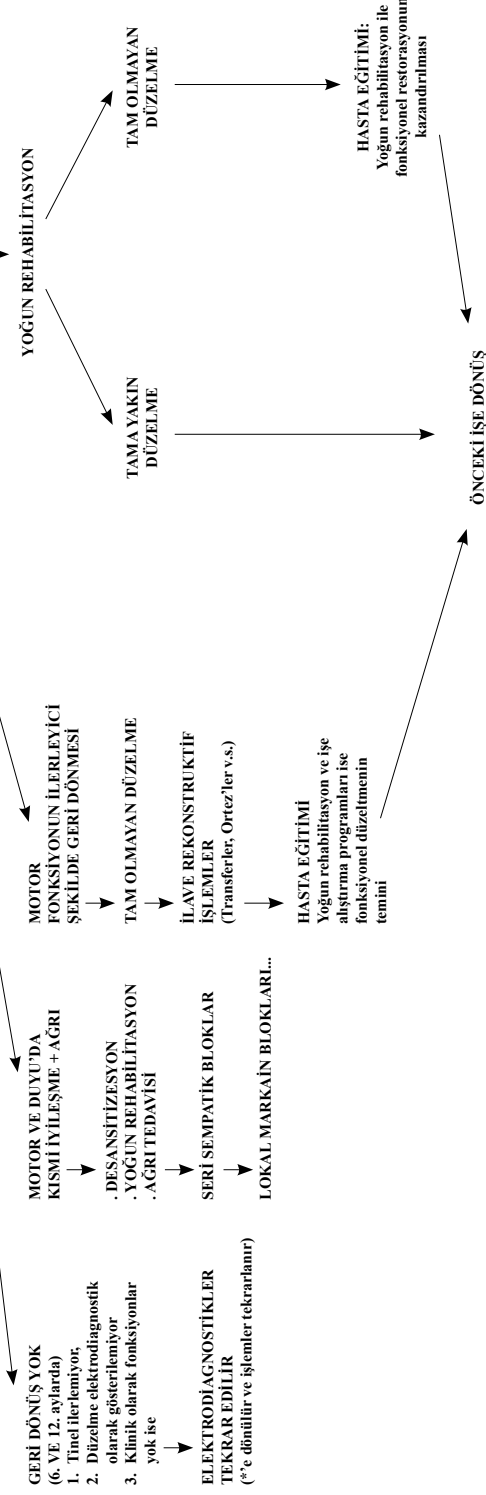 GERİ DÖNÜŞ YOK
(6. VE 12. aylarda)
1. Tinel ilerlemiyor,
2. Düzelme elektrodiagnostik
olarak gösterilemiyor
3. Klinik olarak fonksiyonlar
yok ise
ELEKTRODİAGNOSTİKLER
TEKRAR EDİLİR
(*'e dönülür ve işlemler tekrarlanır)
MOTOR VE DUYU'DA
KISMİ İYİLEŞME + AĞRI
. DESANSİTİZESYON
. YOĞUN REHABİLİTASYON
. AĞRI TEDAVİSİ
SERİ SEMPATİK BLOKLAR
LOKAL MARKAİN BLOKLARI...
MOTOR
FONKSİYONUN İLERLEYİCİ
ŞEKİLDE GERİ DÖNMESİ
TAM OLMAYAN DÜZELME
İLAVE REKONSTRUKTİF
İŞLEMLER
(Transferler, Ortez'ler v.s.)
HASTA EĞİTİMİ
Yoğun rehabilitasyon ve işe
alıştırma programları ise
fonksiyonel düzeltmenin
temini
YOĞUN REHABİLİTASYON
TAMA YAKIN
DÜZELME
TAM OLMAYAN
DÜZELME
HASTA EĞİTİMİ:
Yoğun rehabilitasyon ile
fonksiyonel restorasyonun
kazandırılması
ÖNCEKİ İŞE DÖNÜŞ